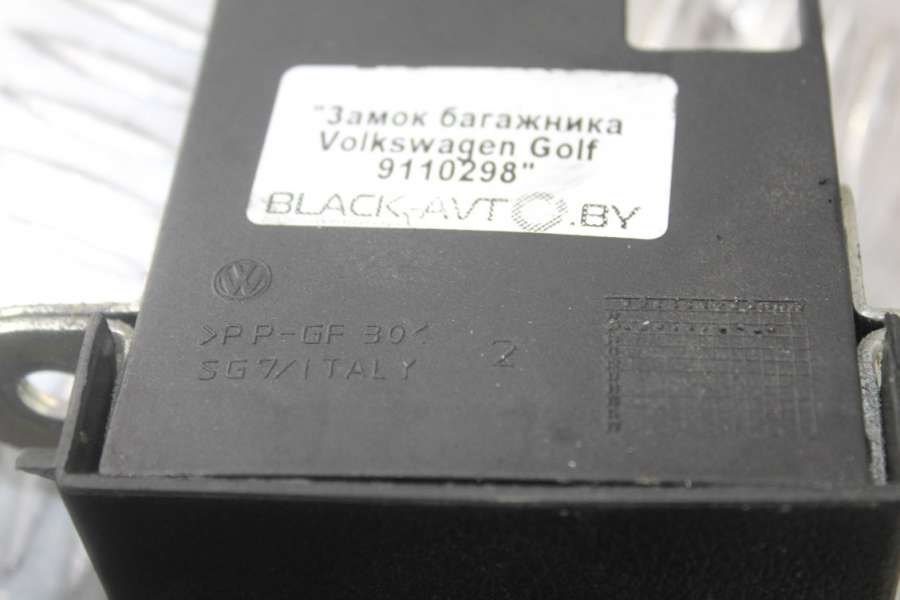 "Замок багажника
Volkswagen Golf
9110298"
BLACK-AVTO.BY
>PP-GF 30<
SG7/ITALY
2